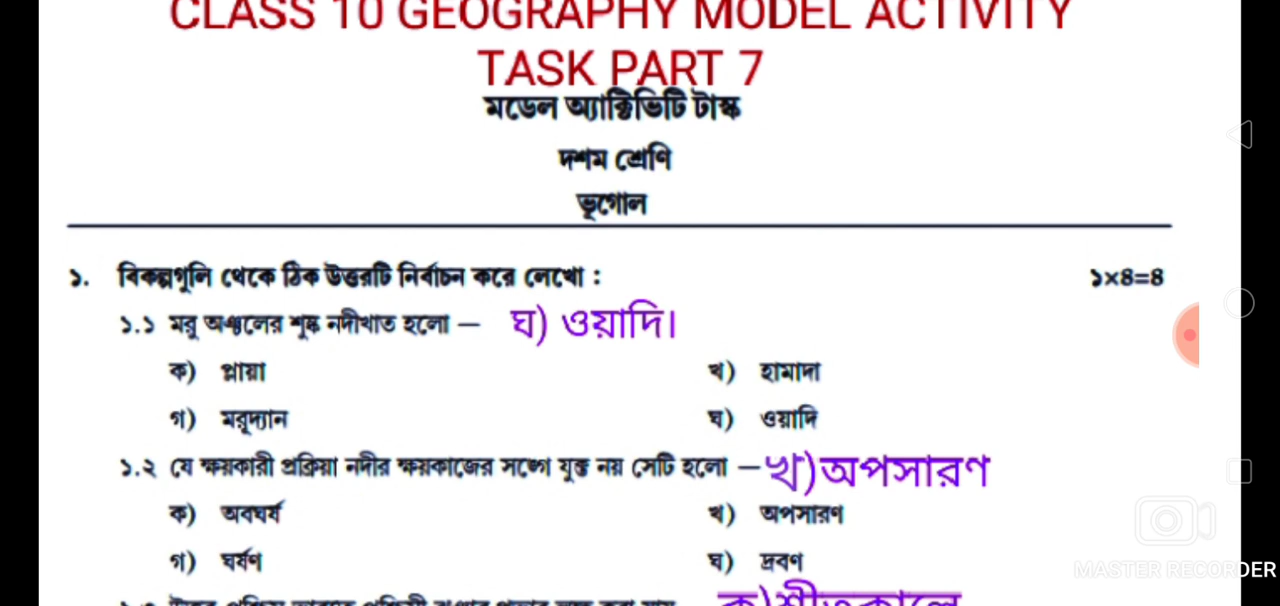 CLASS 10 GEOGRAPHY MODEL ACTIVITY
TASK PART 7
মডেল অ্যাক্টিভিটি টাস্ক
দশম শ্রেণি
ভূগোল
১. বিকল্পগুলি থেকে ঠিক উত্তরটি নির্বাচন করে লেখো : ১×৪=৪
১.১ মরু অঞ্চলের শুষ্ক নদীখাত হলো — ঘ) ওয়াদি।
ক) প্লায়া খ) হামাদা
গ) মরূদ্যান ঘ) ওয়াদি
১.২ যে ক্ষয়কারী প্রক্রিয়া নদীর ক্ষয়কাজের সঙ্গে যুক্ত নয় সেটি হলো — খ)অপসারণ
ক) অবঘর্ষ খ) অপসারণ
গ) ঘর্ষণ ঘ) দ্রবণ
MASTER RECORDER
ক)শীতকালে